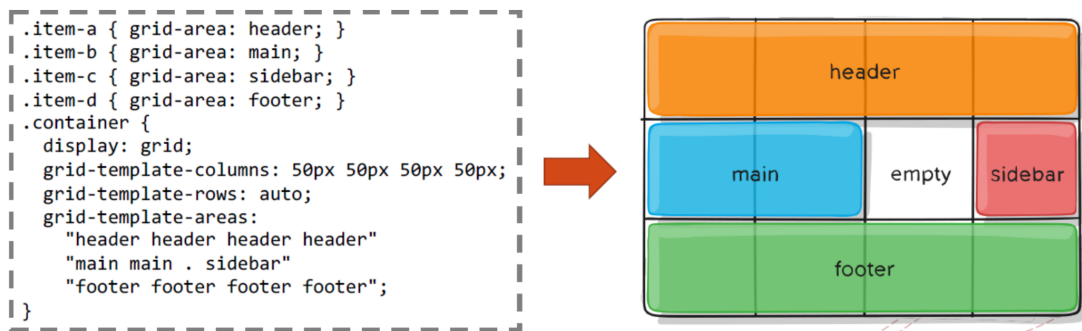 .item-a { grid-area: header; }
.item-b { grid-area: main; }
.item-c { grid-area: sidebar; }
.item-d { grid-area: footer; }
.container {
  display: grid;
  grid-template-columns: 50px 50px 50px 50px;
  grid-template-rows: auto;
  grid-template-areas:
    "header header header header"
    "main main . sidebar"
    "footer footer footer footer";
}
header
main
empty
sidebar
footer